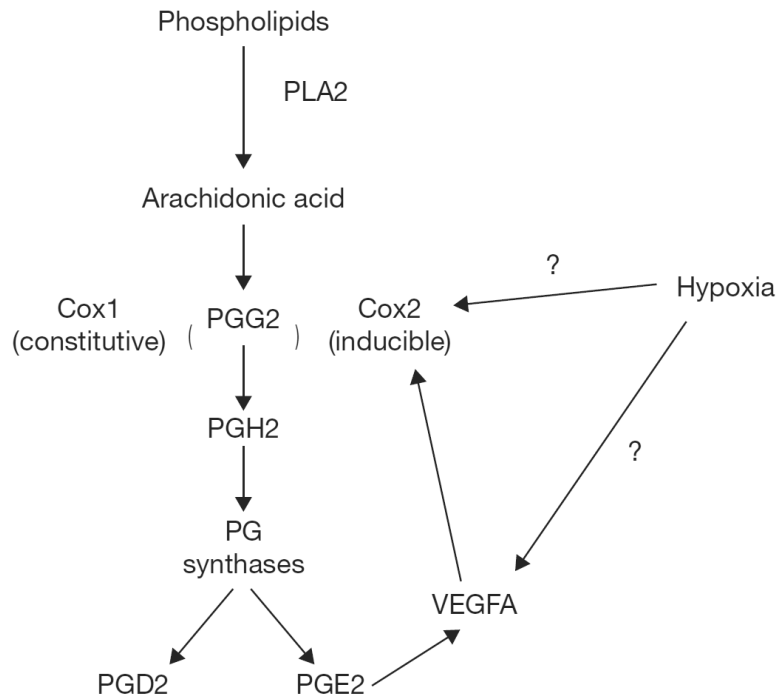 Phospholipids
PLA2
Arachidonic acid
?
Hypoxia
Cox1
(constitutive)
( PGG2 )
Cox2
(inducible)
PGH2
?
PG
synthases
VEGFA
PGD2
PGE2